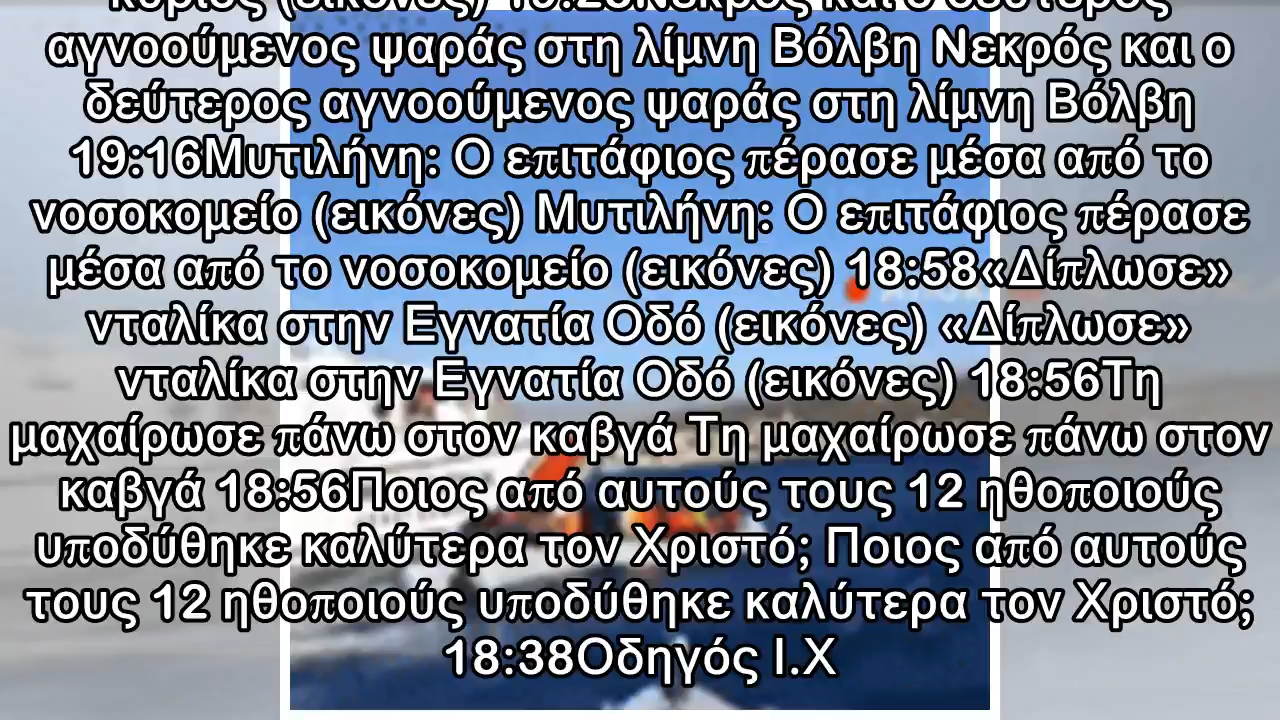 αγνοούμενος ψαράς στη λίμνη Βόλβη Νεκρός και ο
δεύτερος αγνοούμενος ψαράς στη λίμνη Βόλβη
19:16Μυτιλήνη: Ο επιτάφιος πέρασε μέσα από το
νοσοκομείο (εικόνες) Μυτιλήνη: Ο επιτάφιος πέρασε
μέσα από το νοσοκομείο (εικόνες) 18:58«Δίπλωσε»
νταλίκα στην Εγνατία Οδό (εικόνες) «Δίπλωσε»
νταλίκα στην Εγνατία Οδό (εικόνες) 18:56Τη
μαχαίρωσε πάνω στον καβγά Τη μαχαίρωσε πάνω στον
καβγά 18:56Ποιος από αυτούς τους 12 ηθοποιούς
υποδύθηκε καλύτερα τον Χριστό; Ποιος από αυτούς
τους 12 ηθοποιούς υποδύθηκε καλύτερα τον Χριστό;
18:38Οδηγός Ι.Χ